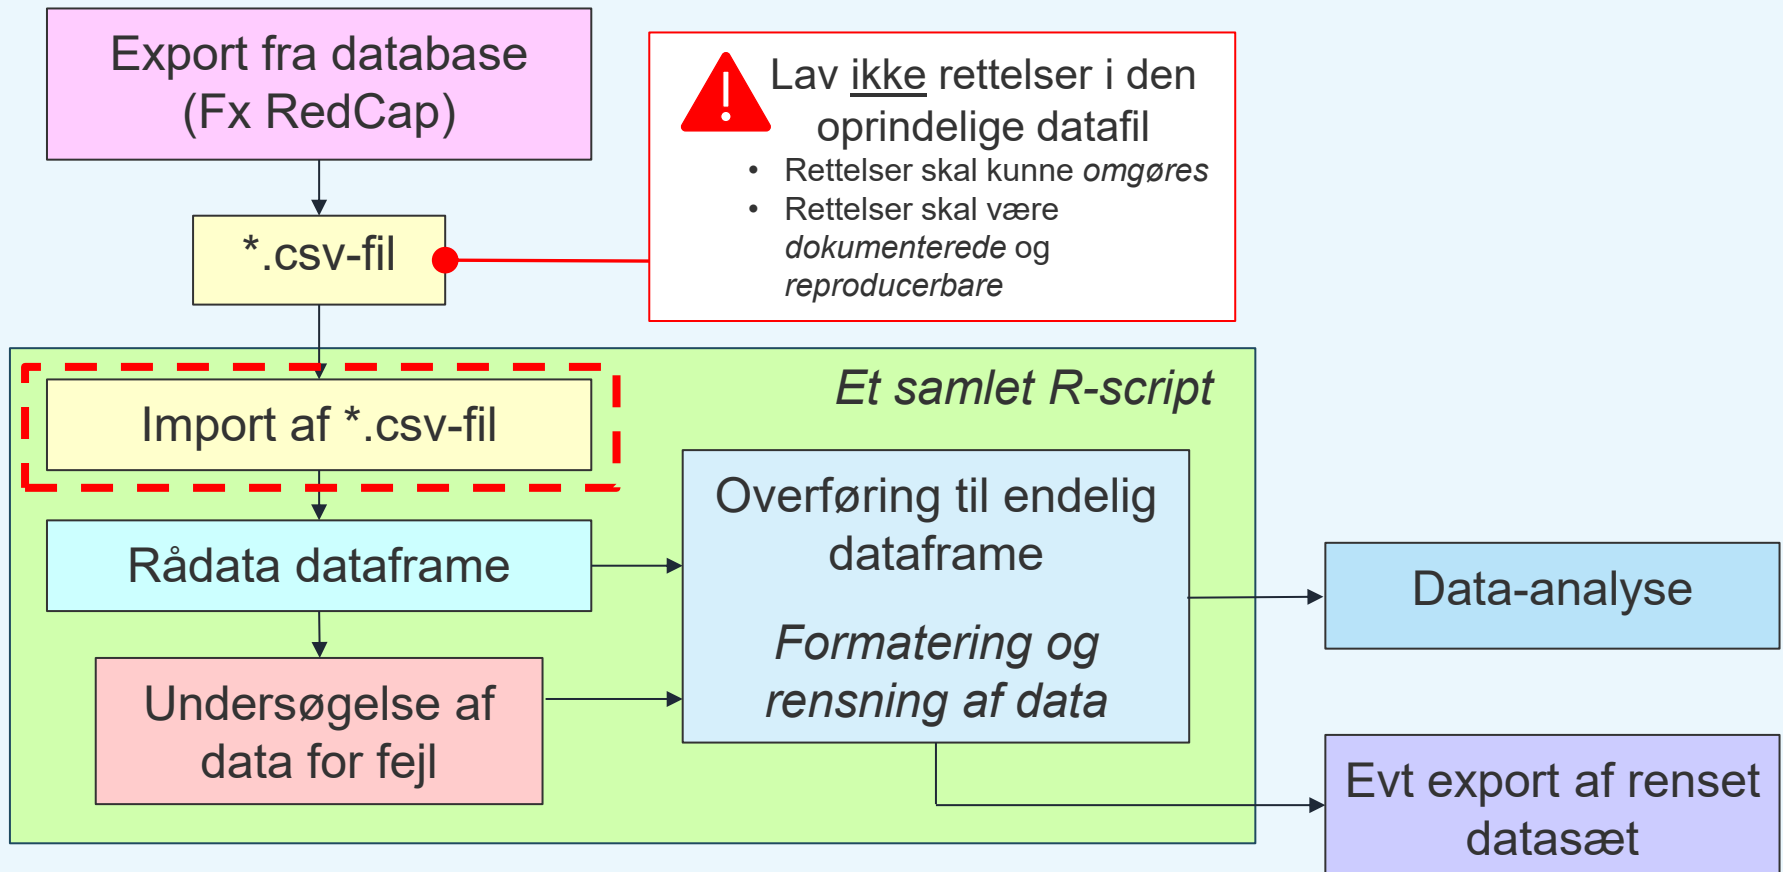 Export fra database
(Fx RedCap)
Lav ikke rettelser i den
oprindelige datafil
• Rettelser skal kunne omgøres
• Rettelser skal være
dokumenterede og
reproducerbare
*.csv-fil
Et samlet R-script
Import af *.csv-fil
Rådata dataframe
Overføring til endelig
dataframe
Formatering og
rensning af data
Undersøgelse af
data for fejl
Data-analyse
Evt export af renset
datasæt